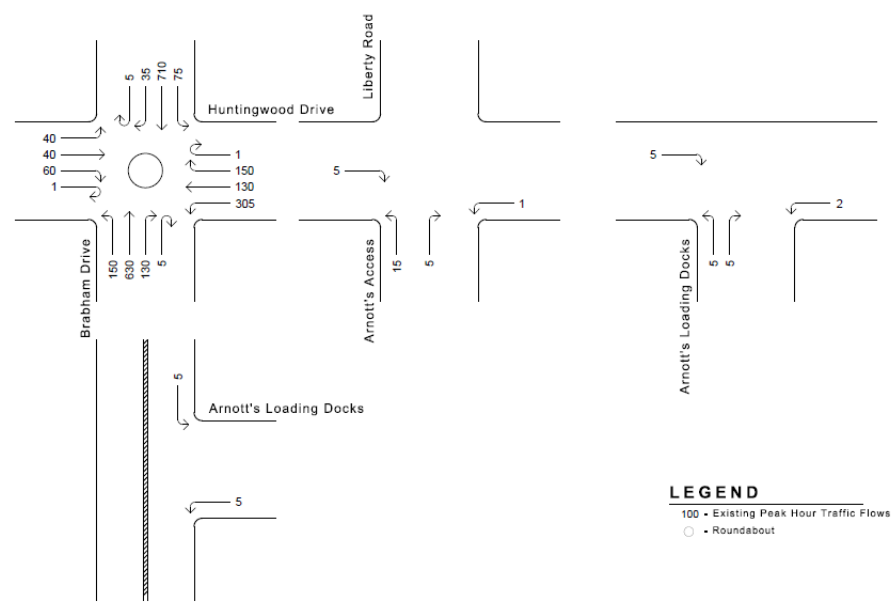 5 35 710 75
Liberty Road
Huntingwood Drive
40
40
60
1
1
150
130
305
5
1
5
2
150 630 130 5
15 5
5 5
Brabham Drive
Arnott's Access
Arnott's Loading Docks
5
Arnott's Loading Docks
5
LEGEND
100 - Existing Peak Hour Traffic Flows
- Roundabout